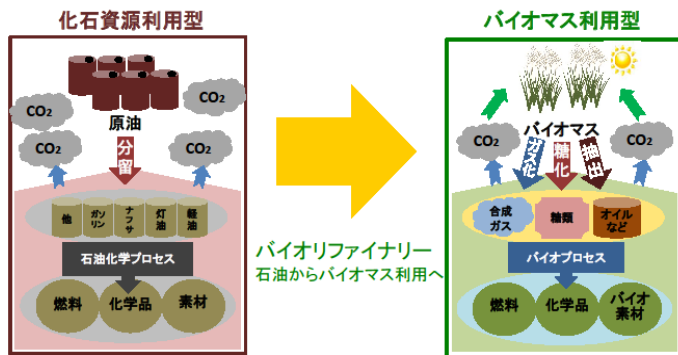 化石資源利用型
CO₂
CO₂
CO₂
CO₂
原油
分留
他
ガソリン
ナフサ
灯油
軽油
石油化学プロセス
燃料
化学品
素材
バイオリファイナリー
石油からバイオマス利用へ
バイオマス利用型
バイオマス
CO₂
CO₂
ガス化
糖化
抽出
合成
ガス
糖類
オイル
など
バイオプロセス
燃料
化学品
バイオ
素材